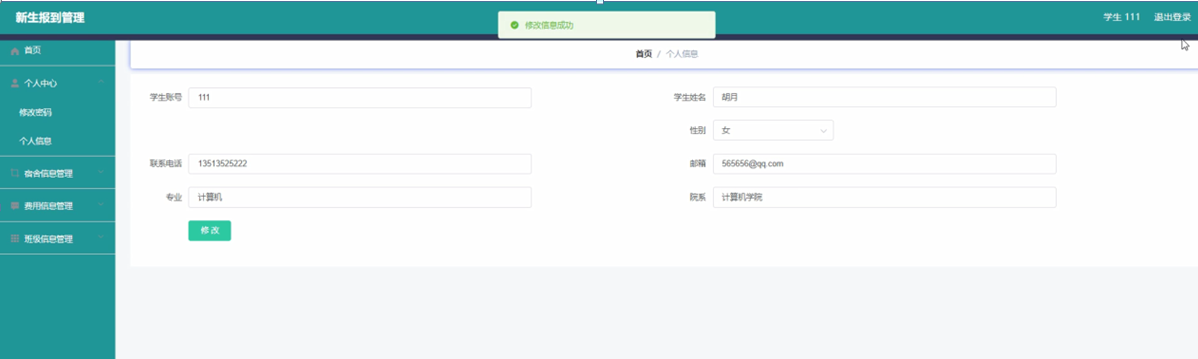 新生报到管理
修改信息成功
学生 111 退出登录
首页
首页 / 个人信息
个人中心
修改密码
个人信息
宿舍信息管理
费用信息管理
班级信息管理
学生账号 111
学生姓名 胡月
性别 女
联系电话 13513525222
邮箱 565656@qq.com
专业 计算机
院系 计算机学院
修改